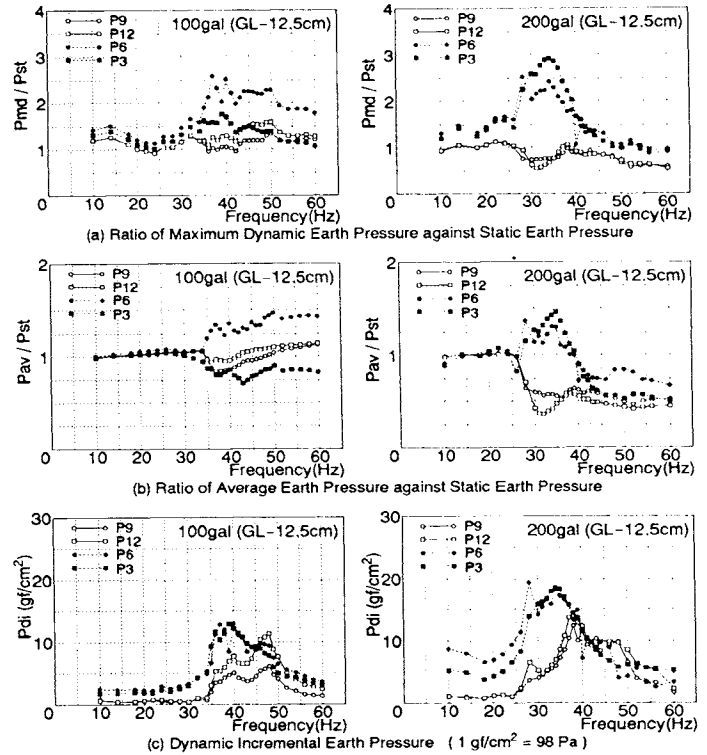 4
3
2
1
0
Pmd / Pst
P9
P12
P6
P3
100gal (GL-12.5cm)
10 20 30 40 50 60
Frequency(Hz)
4
3
2
1
0
Pmd / Pst
P9
P12
P6
P3
200gal (GL-12.5cm)
10 20 30 40 50 60
Frequency(Hz)
(a) Ratio of Maximum Dynamic Earth Pressure against Static Earth Pressure
2
1
0
Pav / Pst
P9
P12
P6
P3
100gal (GL-12.5cm)
10 20 30 40 50 60
Frequency(Hz)
2
1
0
Pav / Pst
P9
P12
P6
P3
200gal (GL-12.5cm)
10 20 30 40 50 60
Frequency(Hz)
(b) Ratio of Average Earth Pressure against Static Earth Pressure
30
20
10
0
Pdi (gf/cm²)
P9
P12
P6
P3
100gal (GL-12.5cm)
10 20 30 40 50 60
Frequency(Hz)
30
20
10
0
Pdi (gf/cm²)
P9
P12
P6
P3
200gal (GL-12.5cm)
10 20 30 40 50 60
Frequency(Hz)
(c) Dynamic Incremental Earth Pressure ( 1 gf/cm² = 98 Pa )